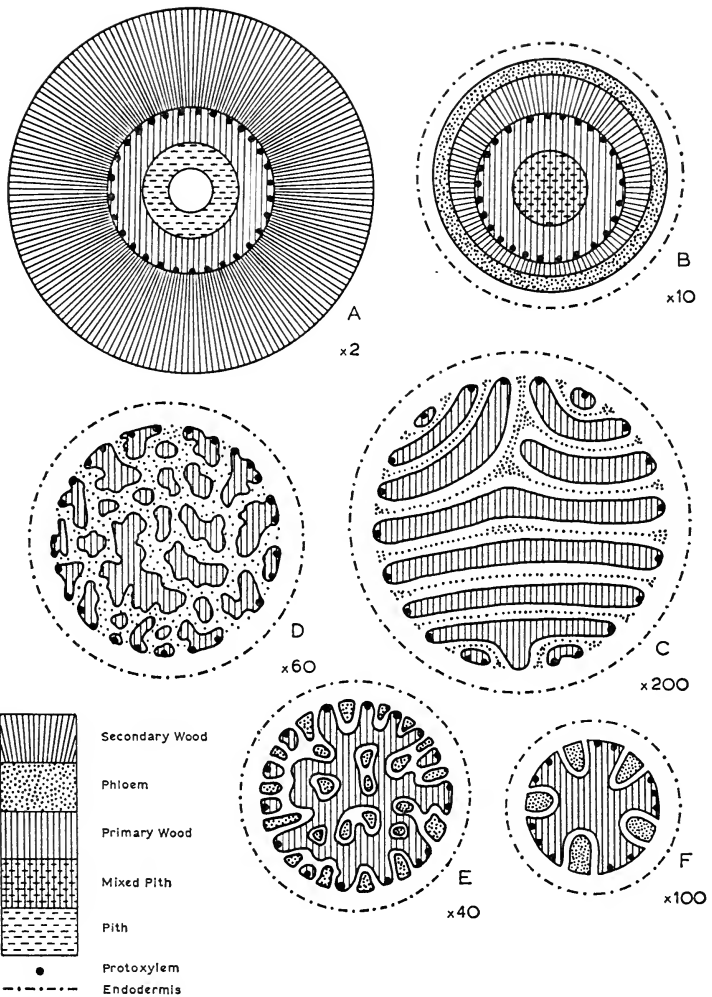 A
x2
B
x10
D
x60
C
x200
E
x40
F
x100
Secondary Wood
Phloem
Primary Wood
Mixed Pith
Pith
Protoxylem
Endodermis